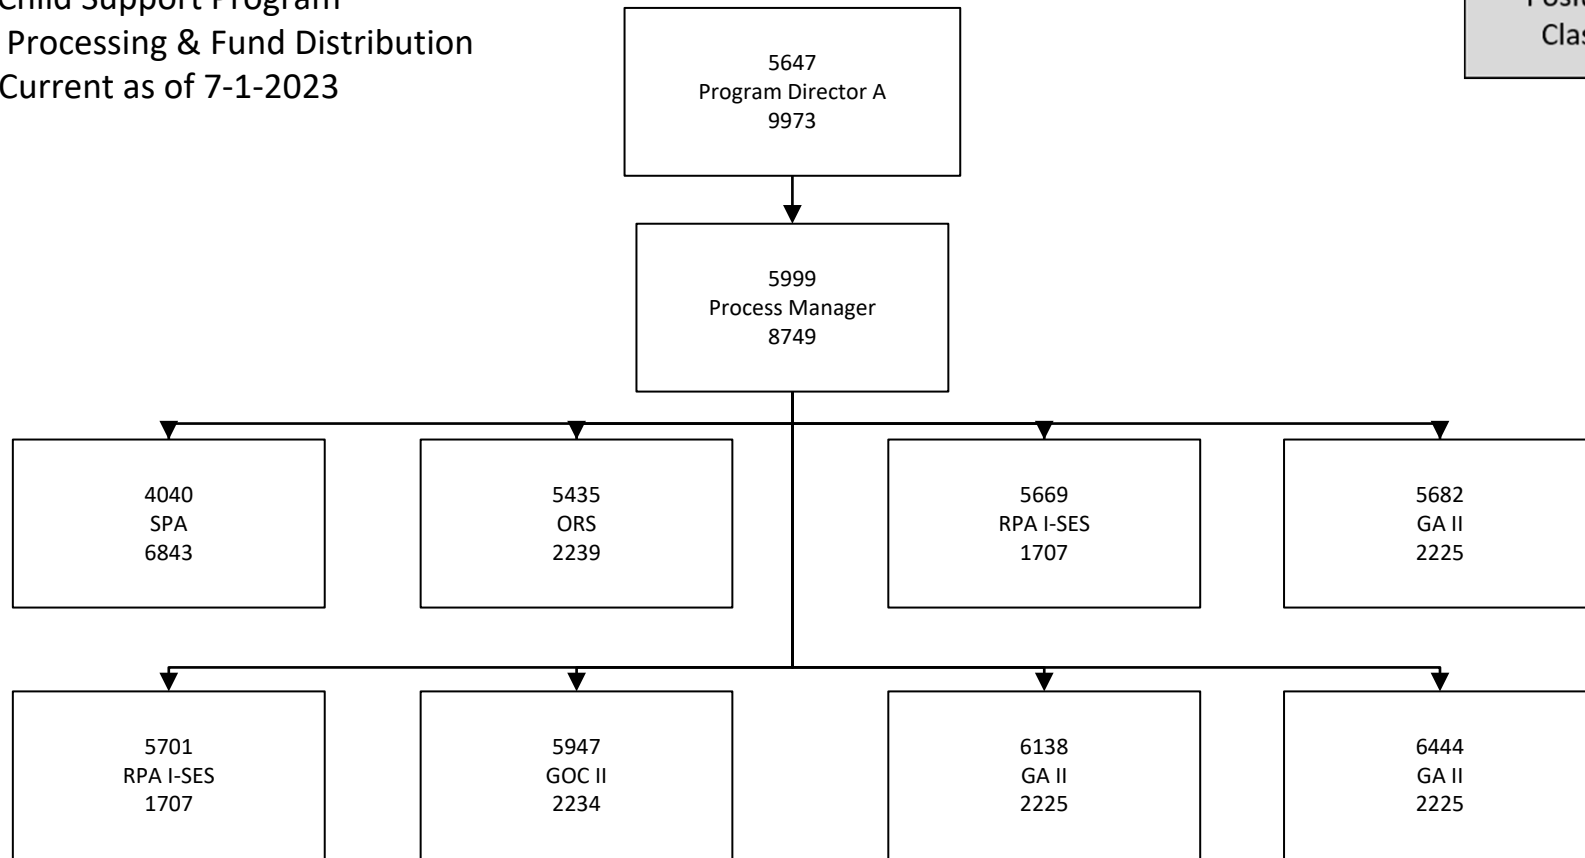 Child Support Program
Processing & Fund Distribution
Current as of 7-1-2023
5647
Program Director A
9973
5999
Process Manager
8749
4040
SPA
6843
5435
ORS
2239
5669
RPA I-SES
1707
5682
GA II
2225
5701
RPA I-SES
1707
5947
GOC II
2234
6138
GA II
2225
6444
GA II
2225